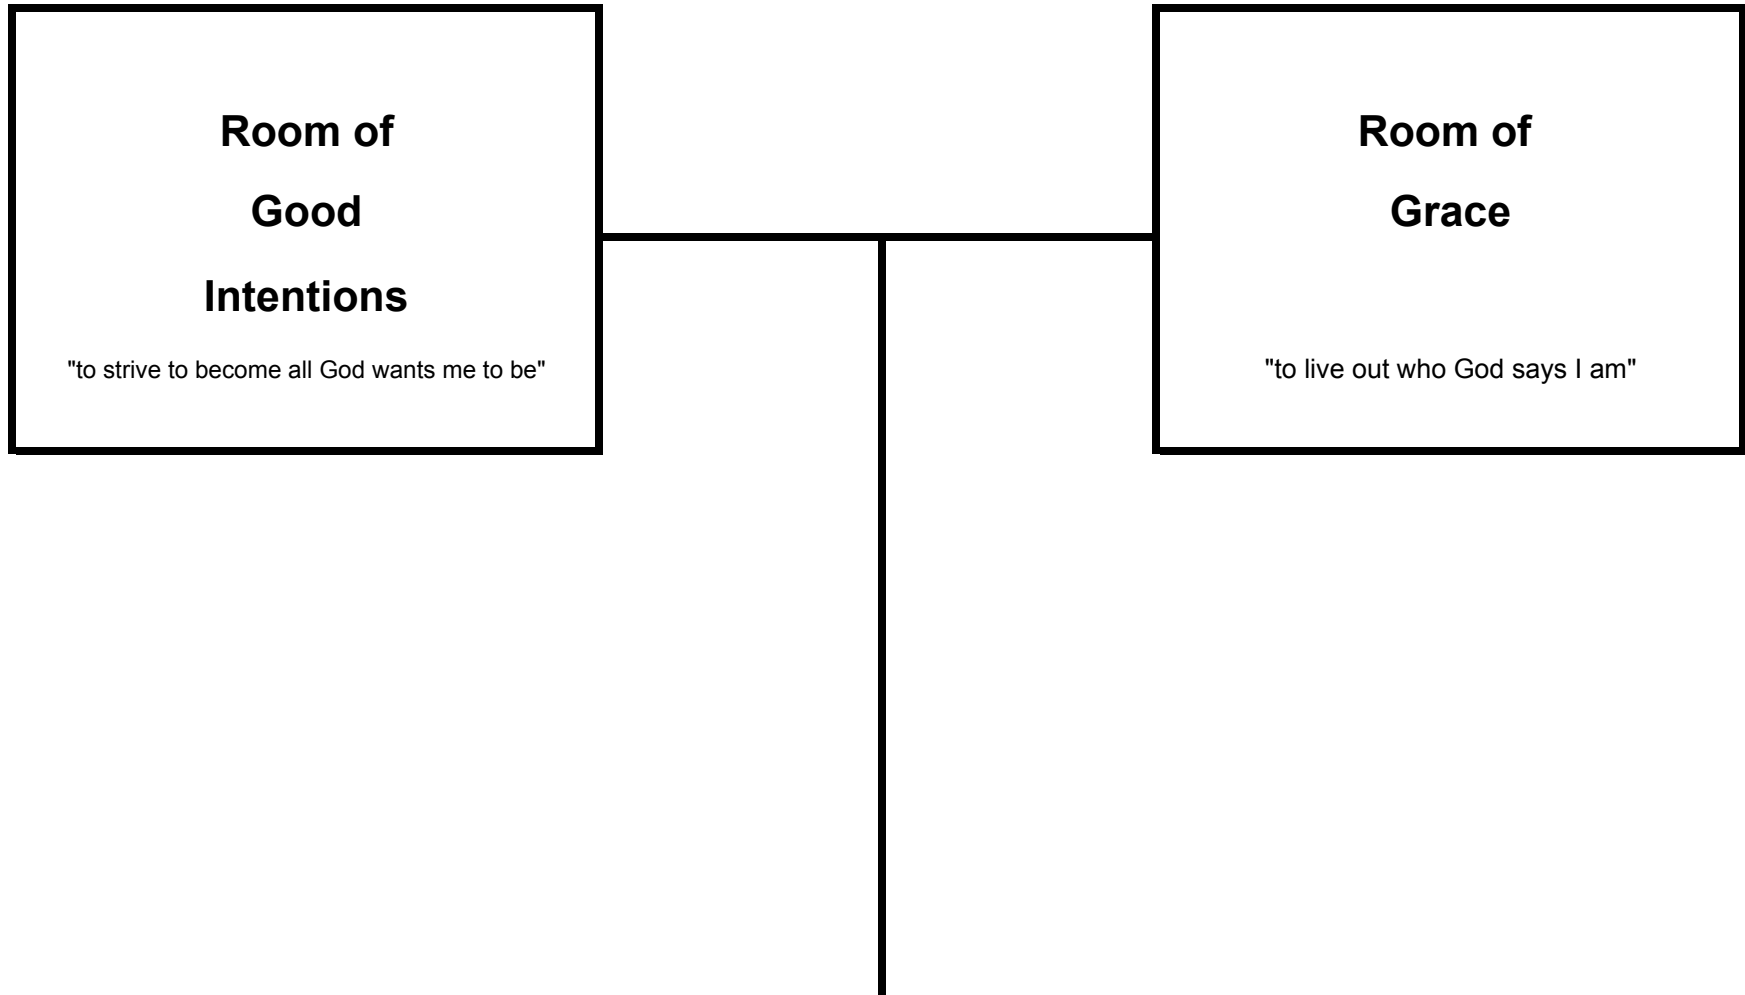 Room of
Good
Intentions
"to strive to become all God wants me to be"
Room of
Grace
"to live out who God says I am"